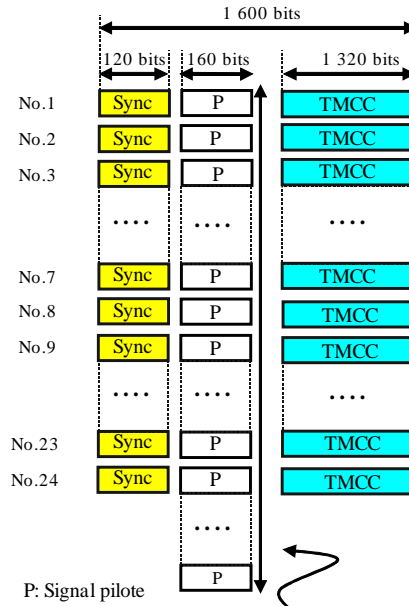 1 600 bits
120 bits 160 bits 1 320 bits
No.1 Sync P TMCC
No.2 Sync P TMCC
No.3 Sync P TMCC
.... .... ....
No.7 Sync P TMCC
No.8 Sync P TMCC
No.9 Sync P TMCC
.... .... ....
No.23 Sync P TMCC
No.24 Sync P TMCC
....
P
P: Signal pilote